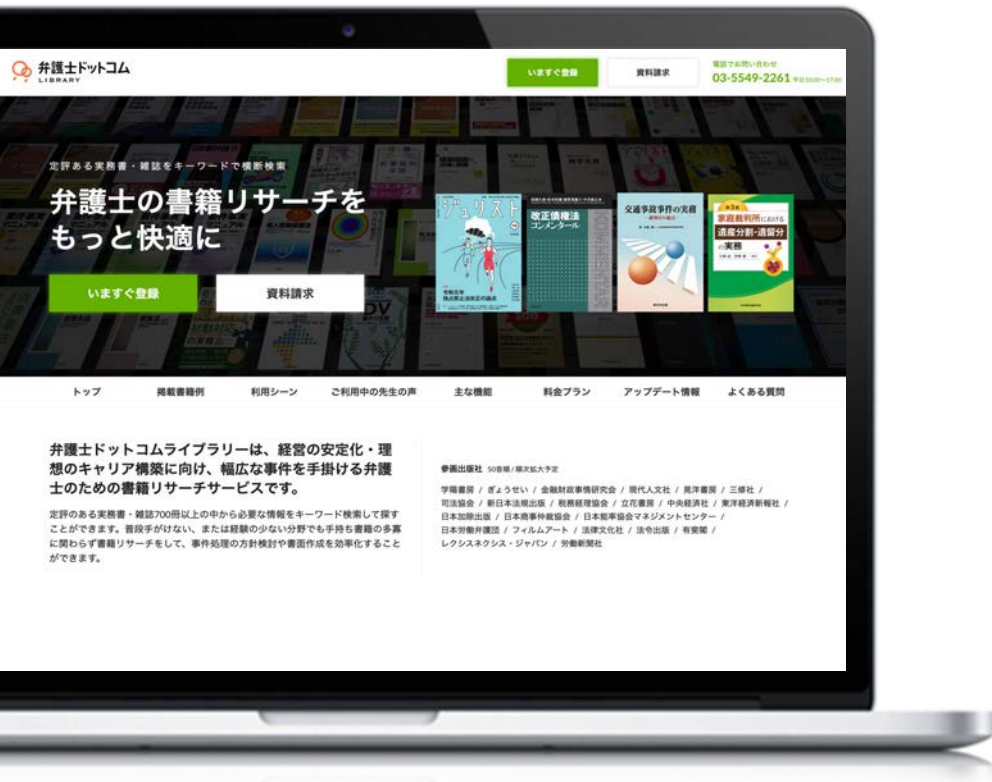 弁護士ドットコム
LIBRARY
いますぐ登録
資料請求
電話でお問い合わせ
03-5549-2261 平日10:00〜17:00
定評ある実務書・雑誌をキーワードで横断検索
弁護士の書籍リサーチを
もっと快適に
いますぐ登録
資料請求
ジュリスト
改正債権法
コンメンタール
交通事故事件の実務
第3版
家庭裁判所における
遺産分割・遺留分
の実務
トップ
掲載書籍例
利用シーン
ご利用中の先生の声
主な機能
料金プラン
アップデート情報
よくある質問
弁護士ドットコムライブラリーは、経営の安定化・理
想のキャリア構築に向け、幅広な事件を手掛ける弁護
士のための書籍リサーチサービスです。
定評のある実務書・雑誌700冊以上の中から必要な情報をキーワード検索して探す
ことができます。普段手がけない、または経験の少ない分野でも手持ち書籍の多寡
に関わらず書籍リサーチをして、事件処理の方針検討や書面作成を効率化すること
ができます。
参画出版社 50音順/順次拡大予定
学陽書房 / ぎょうせい / 金融財政事情研究会 / 現代人文社 / 晃洋書房 / 三修社 /
司法協会 / 新日本法規出版 / 税務経理協会 / 立花書房 / 中央経済社 / 東洋経済新報社 /
日本加除出版 / 日本商事仲裁協会 / 日本能率協会マネジメントセンター /
日本労働弁護団 / フィルムアート / 法律文化社 / 法令出版 / 有斐閣 /
レクシスネクシス・ジャパン / 労働新聞社